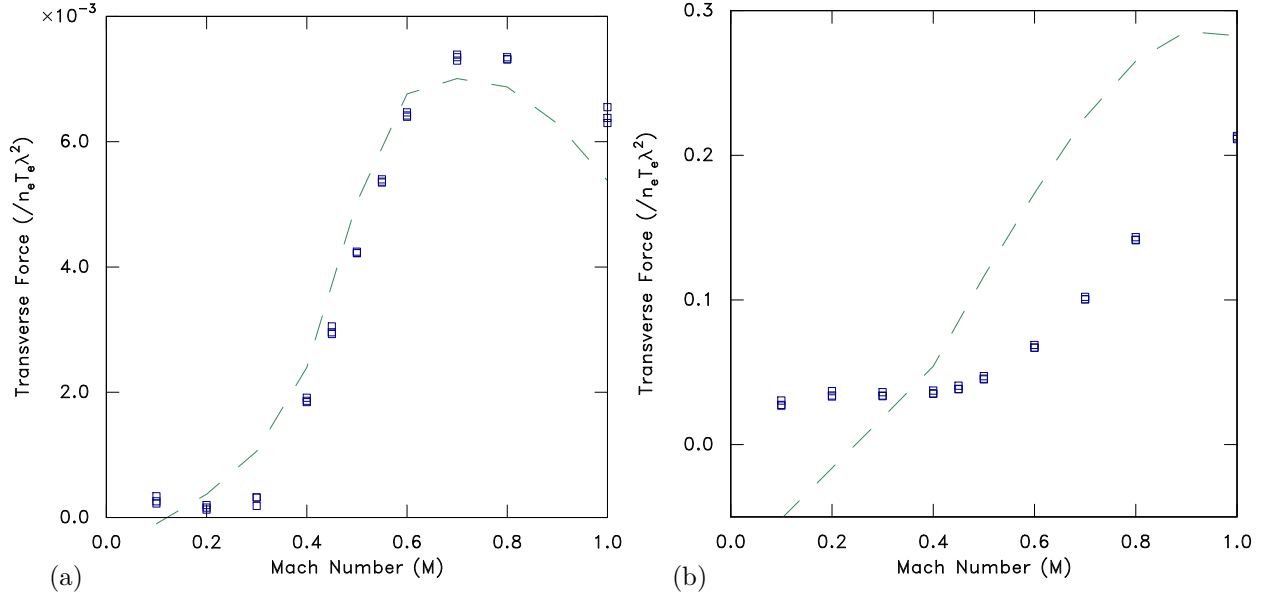 ×10⁻³
6.0
4.0
2.0
0.0
Transverse Force (/nₑTₑλ²)
0.0 0.2 0.4 0.6 0.8 1.0
Mach Number (M)
(a)
0.3
0.2
0.1
0.0
Transverse Force (/nₑTₑλ²)
0.0 0.2 0.4 0.6 0.8 1.0
Mach Number (M)
(b)